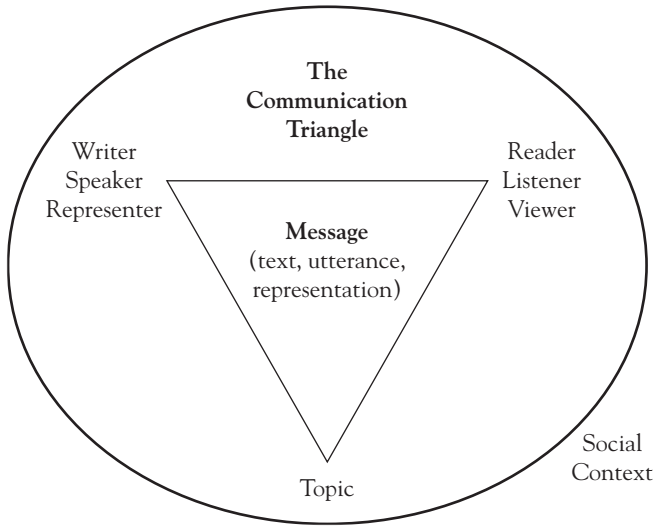 The
Communication
Triangle
Writer
Speaker
Representer
Reader
Listener
Viewer
Message
(text, utterance,
representation)
Topic
Social
Context